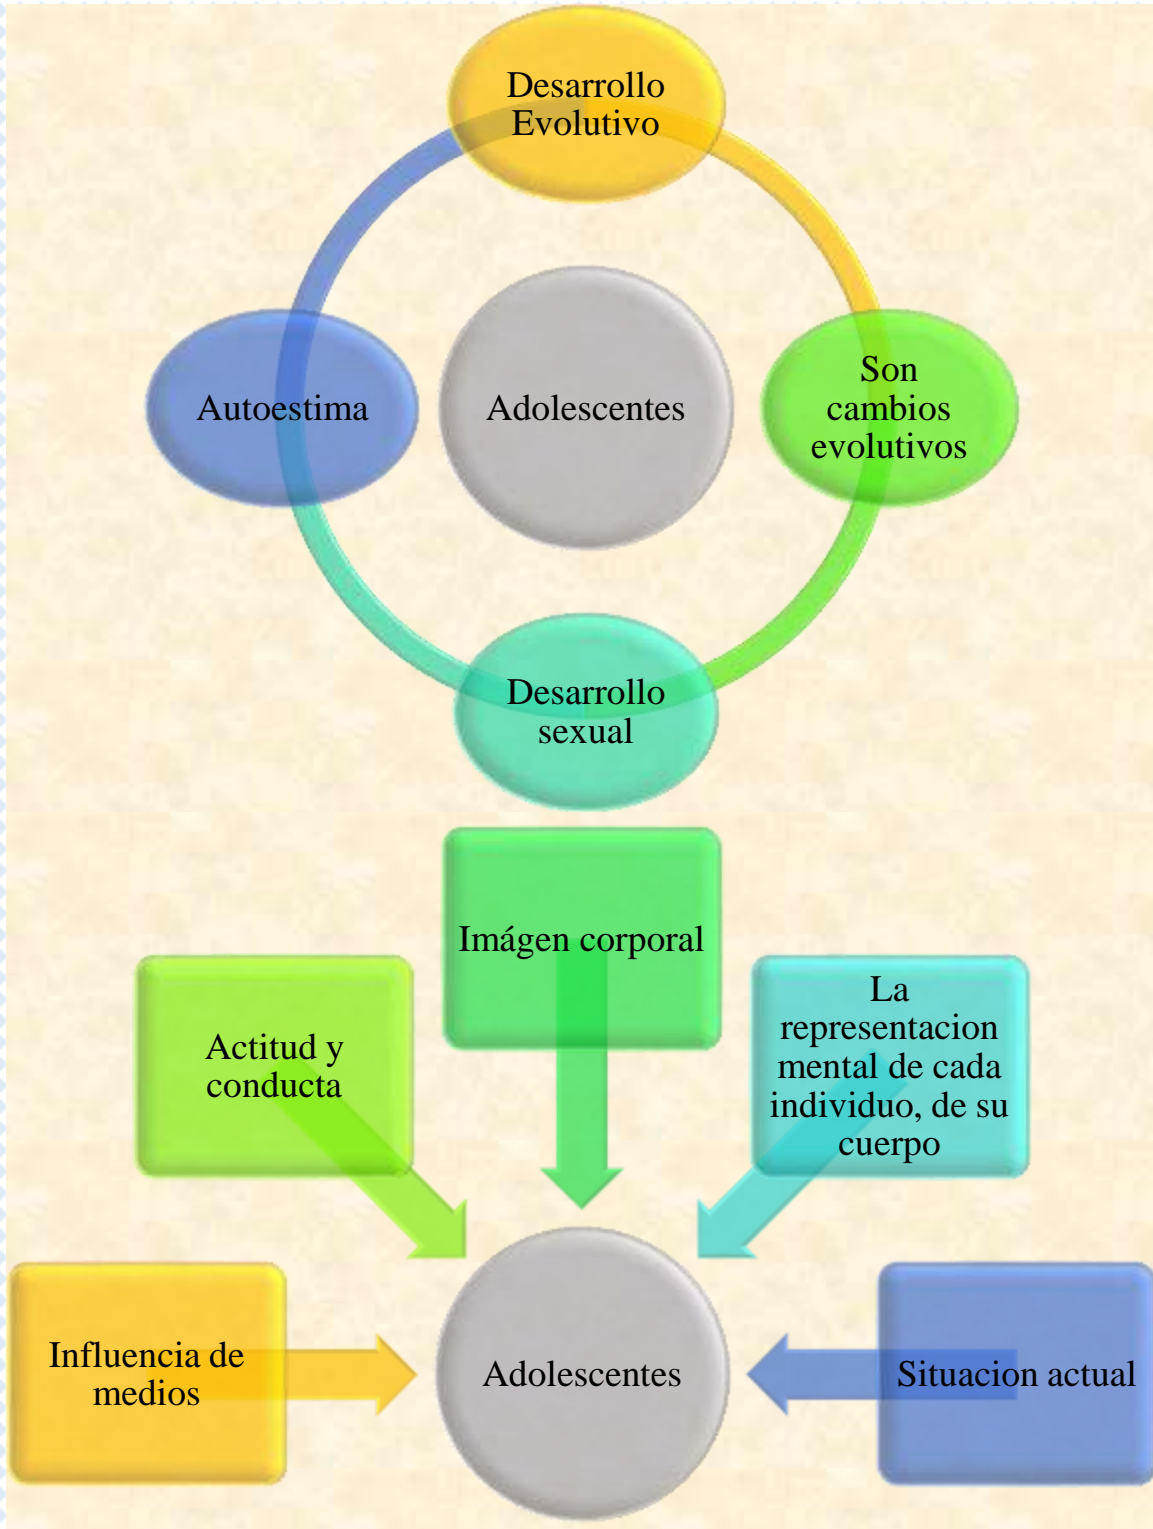 Desarrollo
Evolutivo
Autoestima
Adolescentes
Son
cambios
evolutivos
Desarrollo
sexual
Imágen corporal
Actitud y
conducta
La
representacion
mental de cada
individuo, de su
cuerpo
Influencia de
medios
Adolescentes
Situacion actual